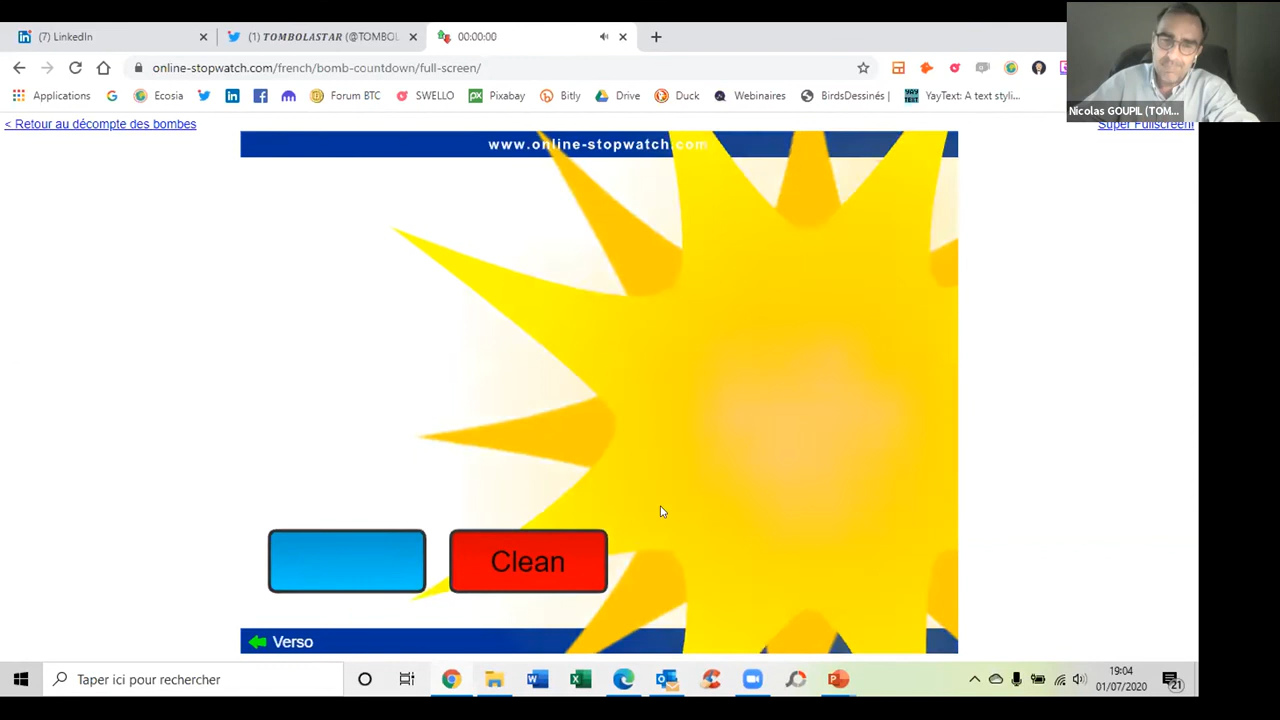 (7) LinkedIn
(1) 𝑻𝑶𝑴𝑩𝑶𝑳𝑨𝑺𝑻𝑨𝑹 (@TOMBOL
00:00:00
online-stopwatch.com/french/bomb-countdown/full-screen/
Applications
Ecosia
Forum BTC
SWELLO
Pixabay
Bitly
Drive
Duck
Webinaires
BirdsDessinés |
YayText: A text styli...
Nicolas GOUPIL (TOM...
< Retour au décompte des bombes
Super Fullscreen!
www.online-stopwatch.com
Clean
Verso
Taper ici pour rechercher
19:04
01/07/2020
21